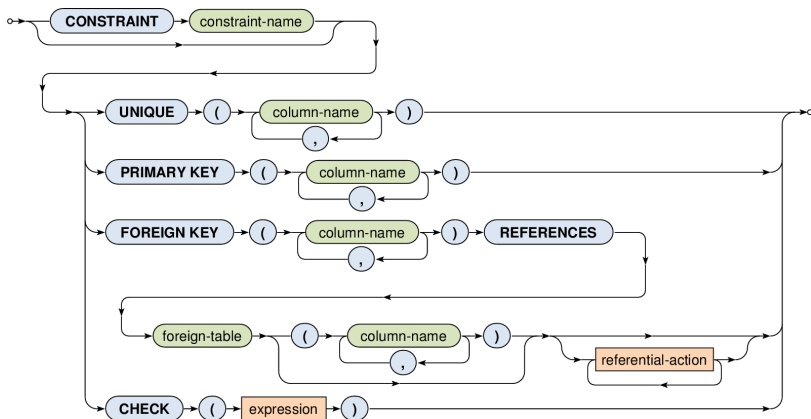 CONSTRAINT constraint-name
UNIQUE ( column-name )
,
PRIMARY KEY ( column-name )
,
FOREIGN KEY ( column-name ) REFERENCES
,
foreign-table ( column-name )
,
referential-action
CHECK ( expression )